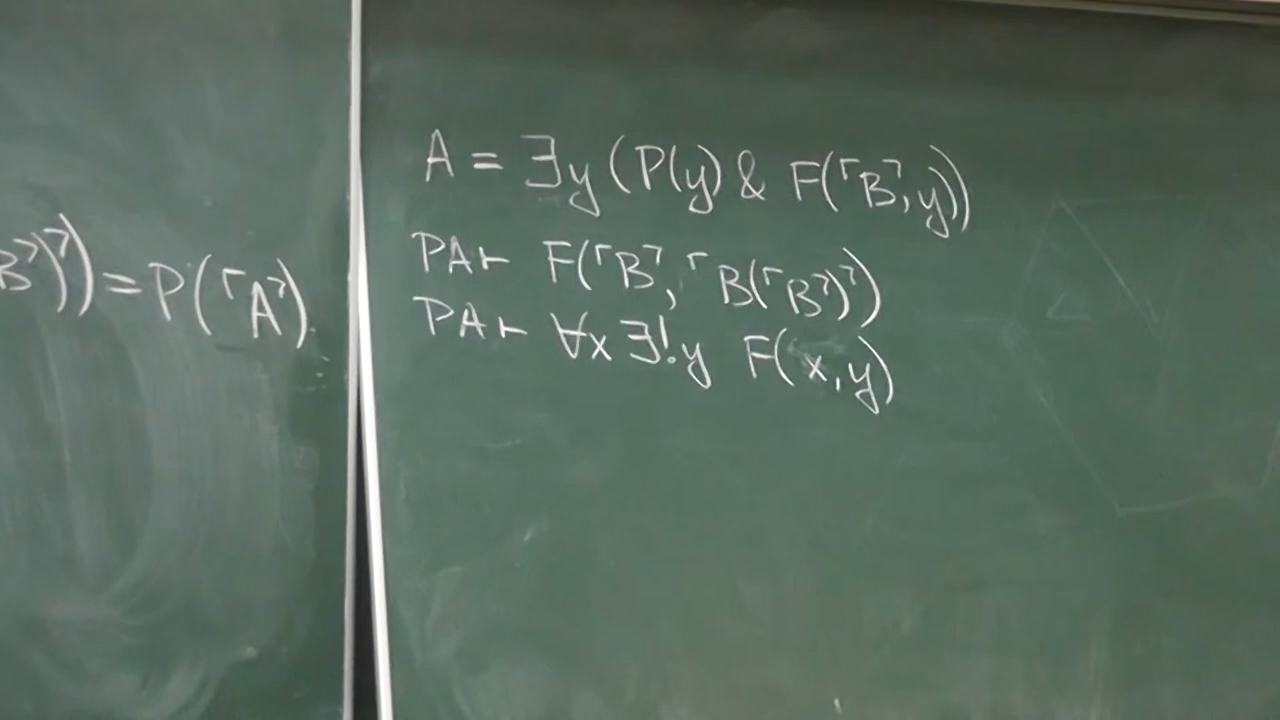 B⌝)⌝)) = P(⌜A⌝)
A = ∃y (P(y) & F(⌜B⌝, y))
PA ⊢ F(⌜B⌝, ⌜B(⌜B⌝)⌝)
PA ⊢ ∀x ∃!y F(x, y)